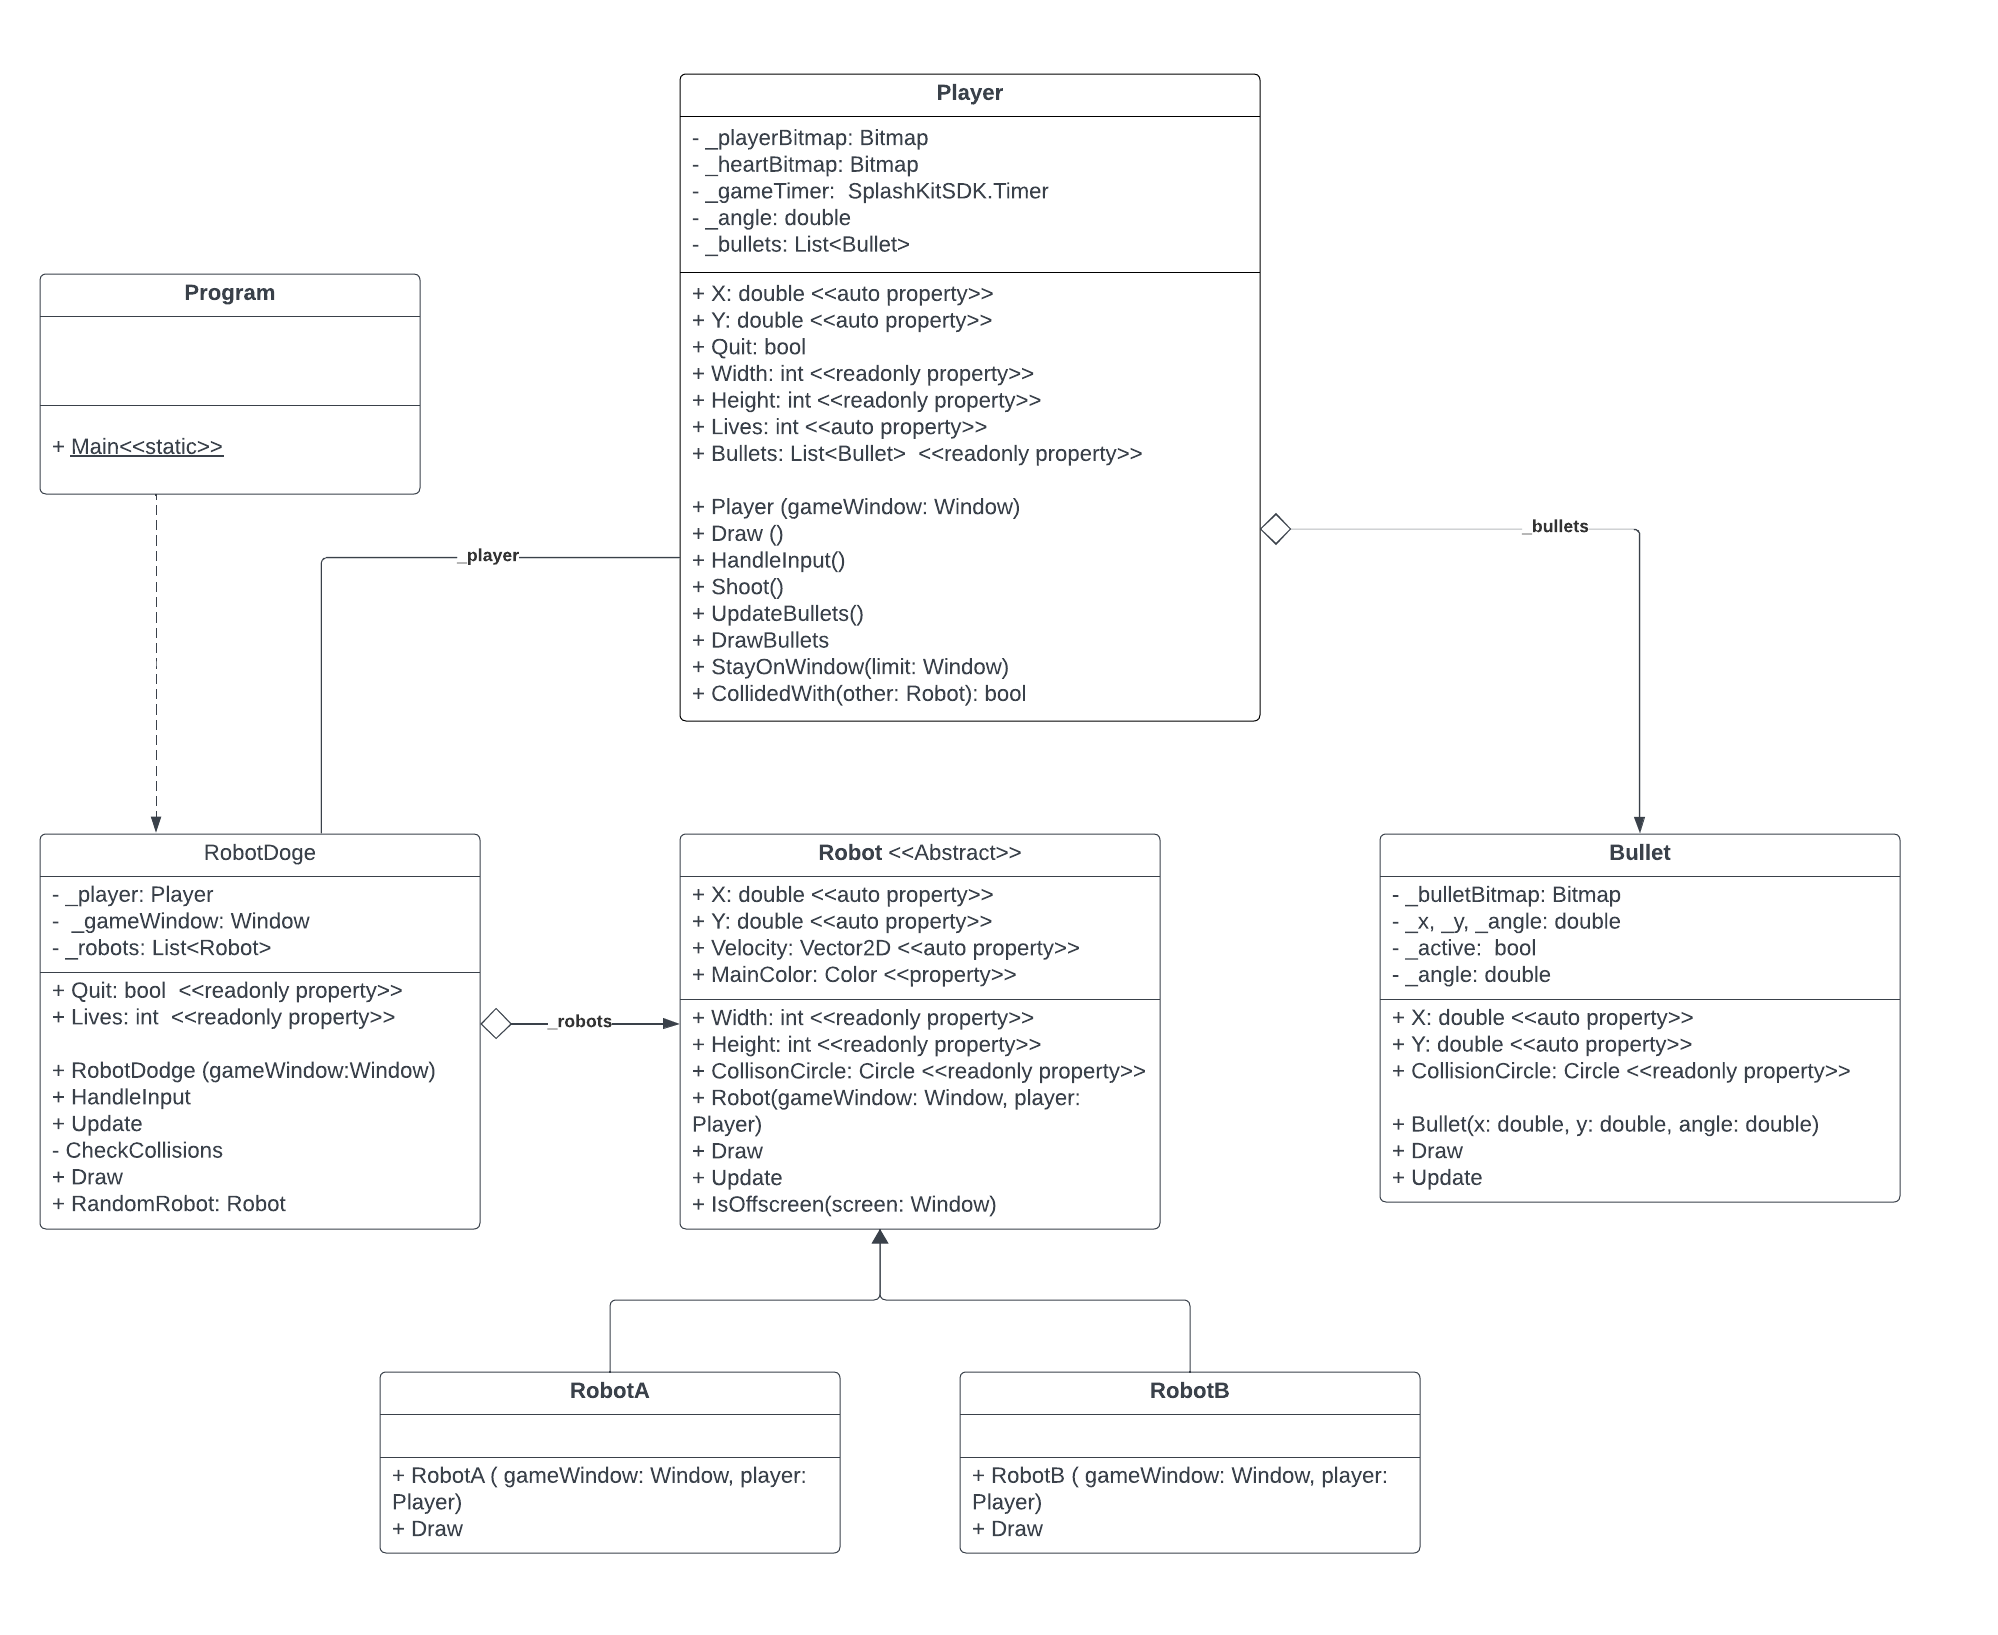 Player
- _playerBitmap: Bitmap
- _heartBitmap: Bitmap
- _gameTimer:  SplashKitSDK.Timer
- _angle: double
- _bullets: List<Bullet>
+ X: double <<auto property>>
+ Y: double <<auto property>>
+ Quit: bool
+ Width: int <<readonly property>>
+ Height: int <<readonly property>>
+ Lives: int <<auto property>>
+ Bullets: List<Bullet>  <<readonly property>>
+ Player (gameWindow: Window)
+ Draw ()
+ HandleInput()
+ Shoot()
+ UpdateBullets()
+ DrawBullets
+ StayOnWindow(limit: Window)
+ CollidedWith(other: Robot): bool
Program
+ Main<<static>>
_player
_bullets
RobotDoge
- _player: Player
-  _gameWindow: Window
- _robots: List<Robot>
+ Quit: bool  <<readonly property>>
+ Lives: int  <<readonly property>>
+ RobotDodge (gameWindow:Window)
+ HandleInput
+ Update
- CheckCollisions
+ Draw
+ RandomRobot: Robot
_robots
Robot <<Abstract>>
+ X: double <<auto property>>
+ Y: double <<auto property>>
+ Velocity: Vector2D <<auto property>>
+ MainColor: Color <<property>>
+ Width: int <<readonly property>>
+ Height: int <<readonly property>>
+ CollisonCircle: Circle <<readonly property>>
+ Robot(gameWindow: Window, player:
Player)
+ Draw
+ Update
+ IsOffscreen(screen: Window)
Bullet
- _bulletBitmap: Bitmap
- _x, _y, _angle: double
- _active:  bool
- _angle: double
+ X: double <<auto property>>
+ Y: double <<auto property>>
+ CollisionCircle: Circle <<readonly property>>
+ Bullet(x: double, y: double, angle: double)
+ Draw
+ Update
RobotA
+ RobotA ( gameWindow: Window, player:
Player)
+ Draw
RobotB
+ RobotB ( gameWindow: Window, player:
Player)
+ Draw